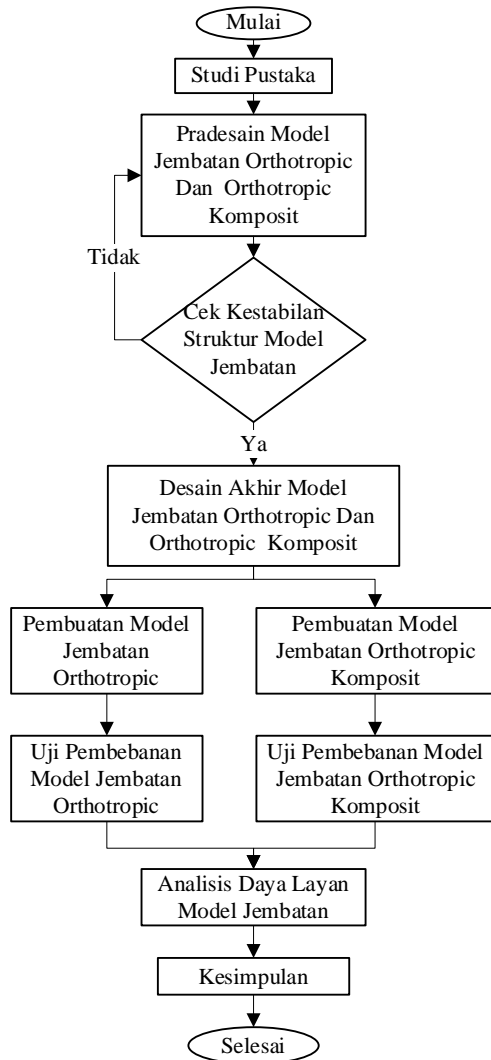 Mulai
Studi Pustaka
Pradesain Model
Jembatan Orthotropic
Dan Orthotropic
Komposit
Tidak
Cek Kestabilan
Struktur Model
Jembatan
Ya
Desain Akhir Model
Jembatan Orthotropic Dan
Orthotropic Komposit
Pembuatan Model
Jembatan
Orthotropic
Pembuatan Model
Jembatan Orthotropic
Komposit
Uji Pembebanan
Model Jembatan
Orthotropic
Uji Pembebanan Model
Jembatan Orthotropic
Komposit
Analisis Daya Layan
Model Jembatan
Kesimpulan
Selesai